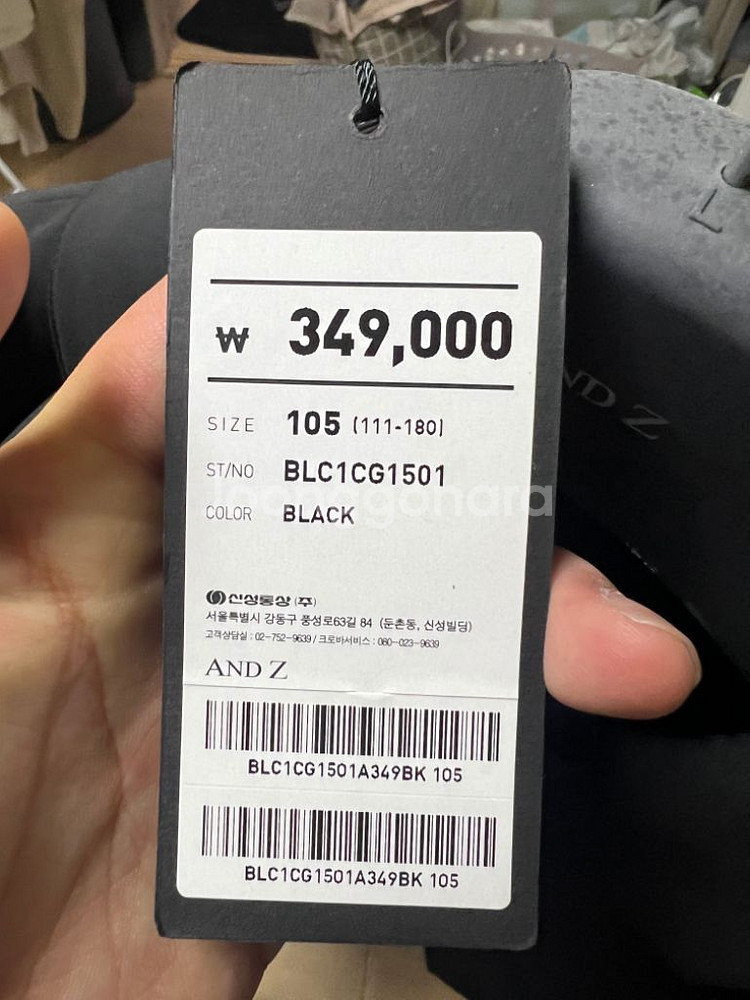 ₩ 349,000
SIZE 105 (111-180)
ST/NO BLC1CG1501
COLOR BLACK
joonagonara
신성통상(주)
서울특별시 강동구 풍성로63길 84 (둔촌동, 신성빌딩)
고객상담실 : 02-752-9639 / 크로바서비스 : 080-023-9639
AND Z
BLC1CG1501A349BK 105
BLC1CG1501A349BK 105
L
AND Z